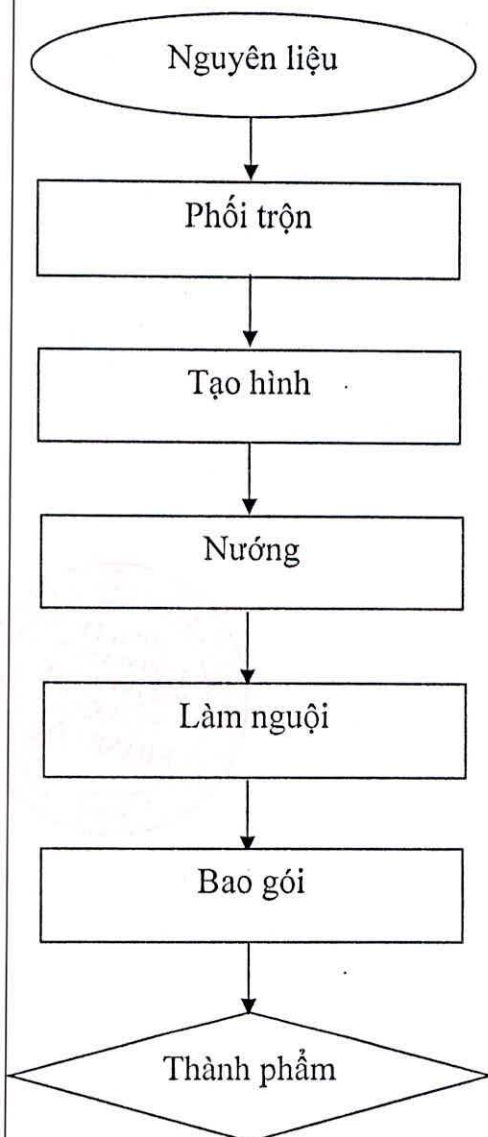 Nguyên liệu
Phối trộn
Tạo hình
Nướng
Làm nguội
Bao gói
Thành phẩm